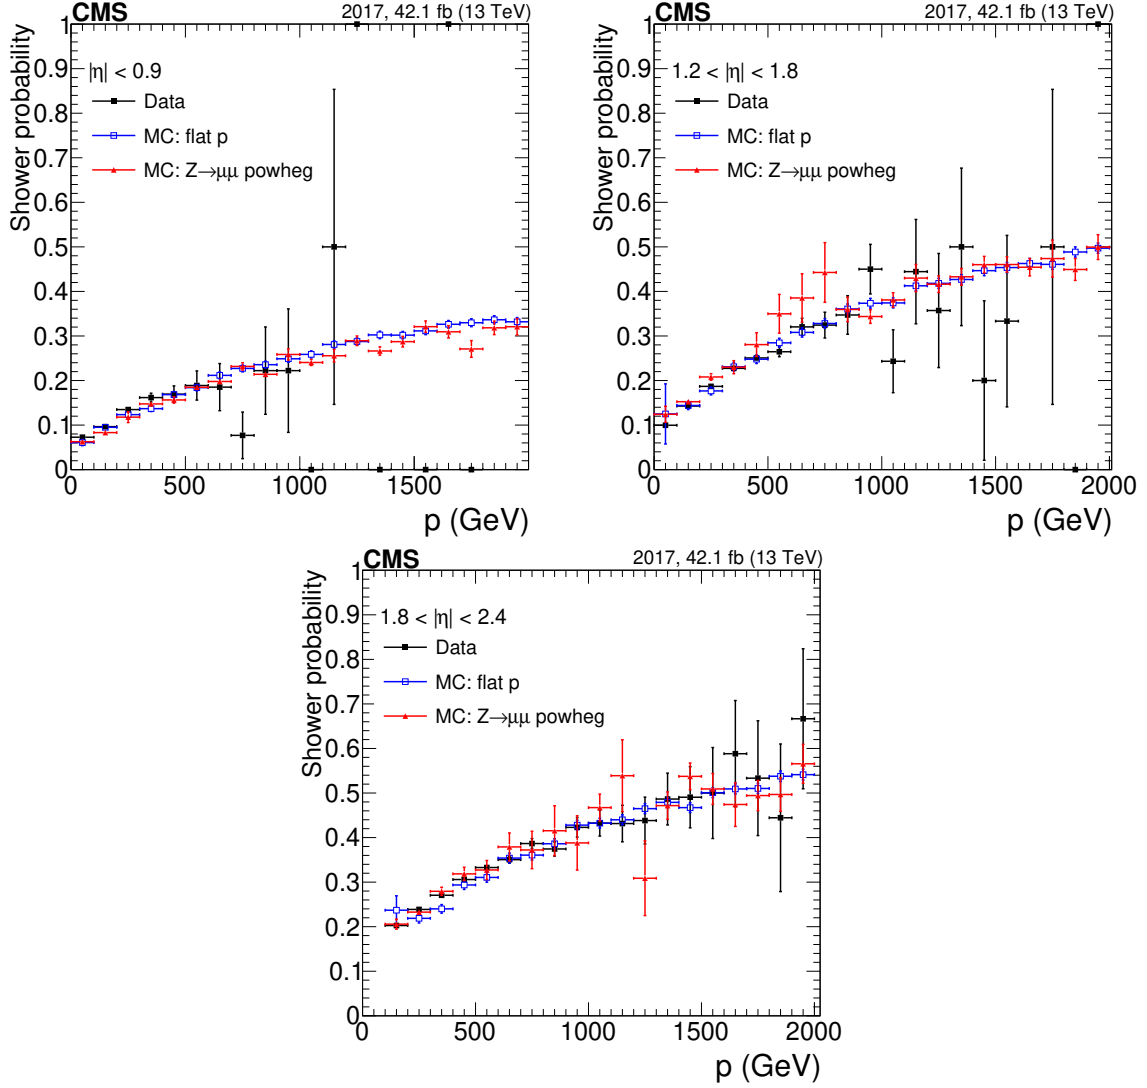 CMS 2017, 42.1 fb (13 TeV)
Shower probability
1
0.9
0.8
0.7
0.6
0.5
0.4
0.3
0.2
0.1
0
|η| < 0.9
Data
MC: flat p
MC: Z→μμ powheg
0 500 1000 1500
p (GeV)
CMS 2017, 42.1 fb (13 TeV)
Shower probability
1
0.9
0.8
0.7
0.6
0.5
0.4
0.3
0.2
0.1
0
1.2 < |η| < 1.8
Data
MC: flat p
MC: Z→μμ powheg
0 500 1000 1500 2000
p (GeV)
CMS 2017, 42.1 fb (13 TeV)
Shower probability
1
0.9
0.8
0.7
0.6
0.5
0.4
0.3
0.2
0.1
0
1.8 < |η| < 2.4
Data
MC: flat p
MC: Z→μμ powheg
0 500 1000 1500 2000
p (GeV)